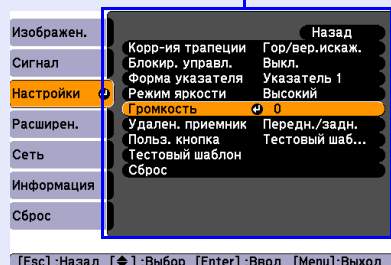 Изображен.
Сигнал
Настройки
Расширен.
Сеть
Информация
Сброс
Назад
Корр-ия трапеции Гор/вер.искаж.
Блокир. управл. Выкл.
Форма указателя Указатель 1
Режим яркости Высокий
Громкость 0
Удален. приемник Передн./задн.
Польз. кнопка Тестовый шаб...
Тестовый шаблон
Сброс
[Esc]:Назад [◆]:Выбор [Enter]:Ввод [Menu]:Выход